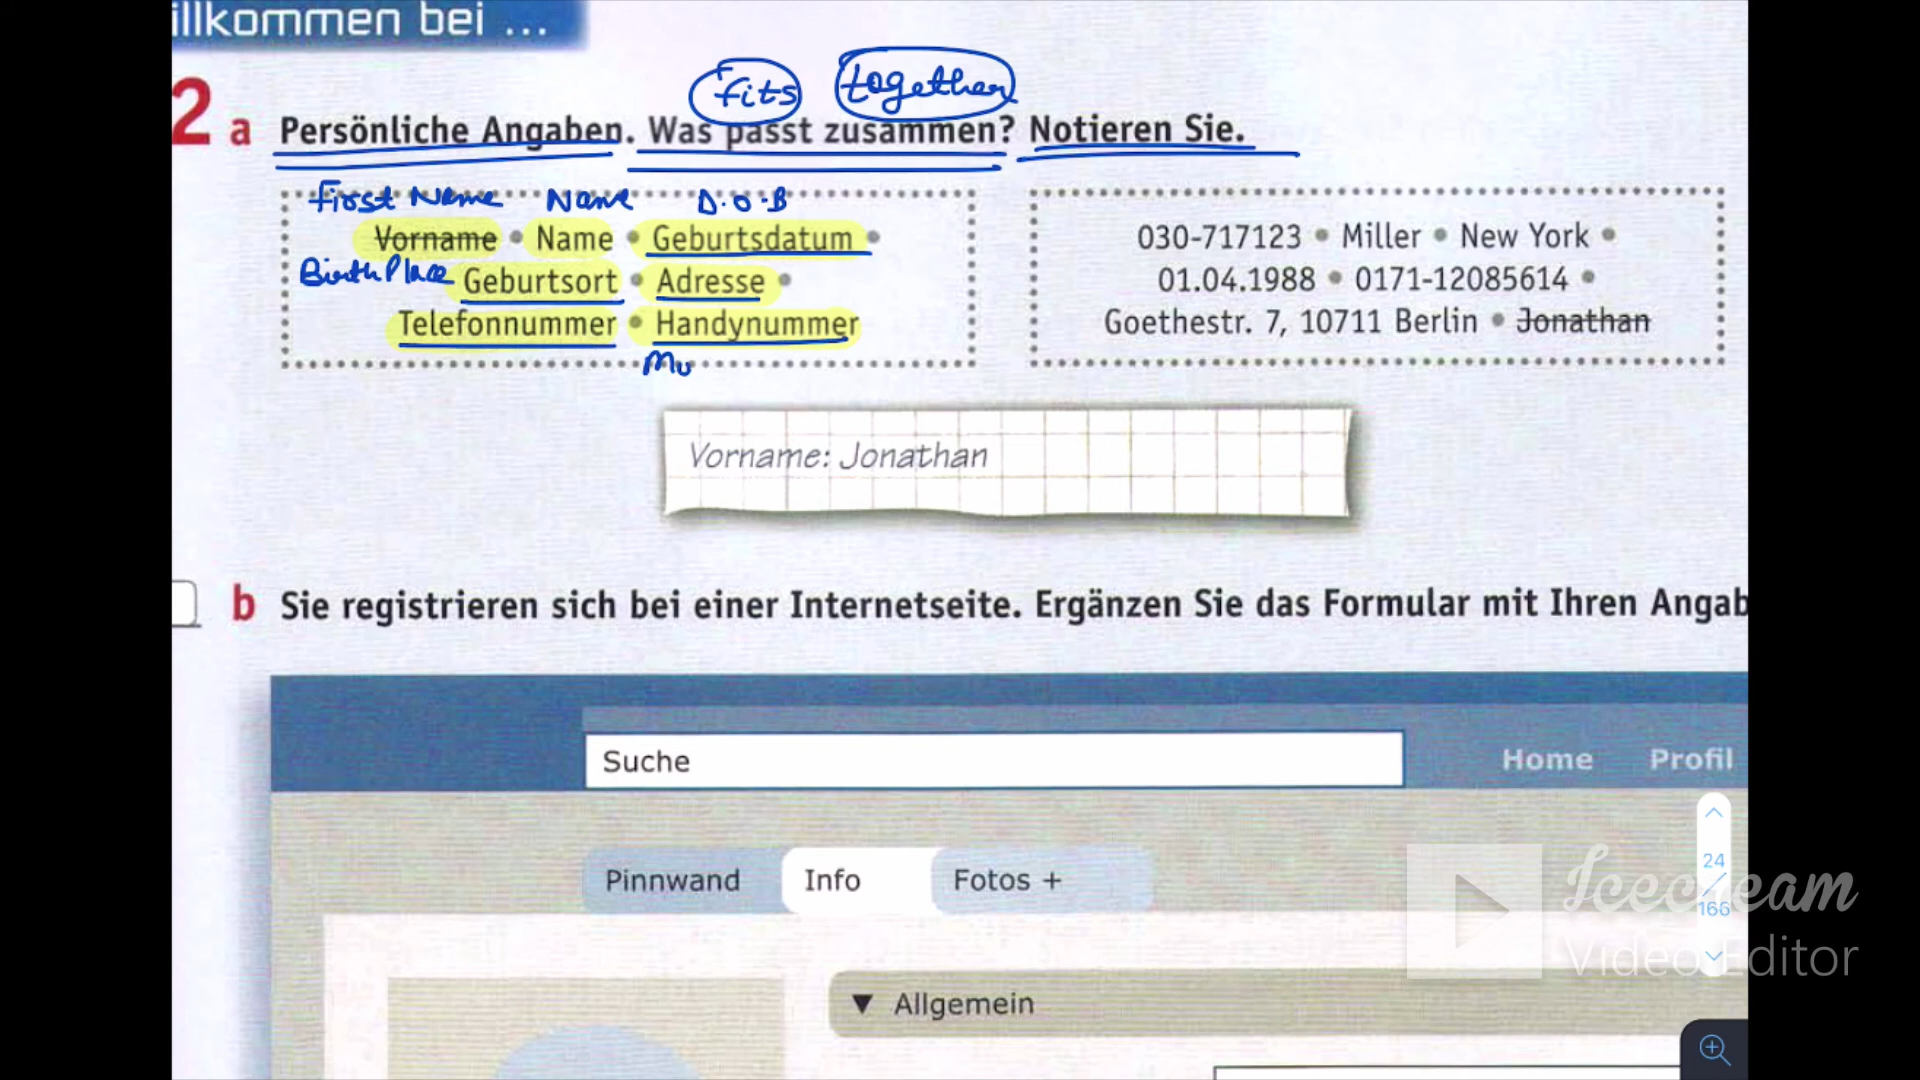 illkommen bei ...
fits together
2 a Persönliche Angaben. Was passt zusammen? Notieren Sie.
First Name Name D.O.B
Vorname • Name • Geburtsdatum •
Birth Place Geburtsort • Adresse •
Telefonnummer • Handynummer
Mo
030-717123 • Miller • New York •
01.04.1988 • 0171-12085614 •
Goethestr. 7, 10711 Berlin • Jonathan
Vorname: Jonathan
b Sie registrieren sich bei einer Internetseite. Ergänzen Sie das Formular mit Ihren Angab
Suche Home Profil
Pinnwand Info Fotos +
24
166
Icecream
Video Editor
▼ Allgemein